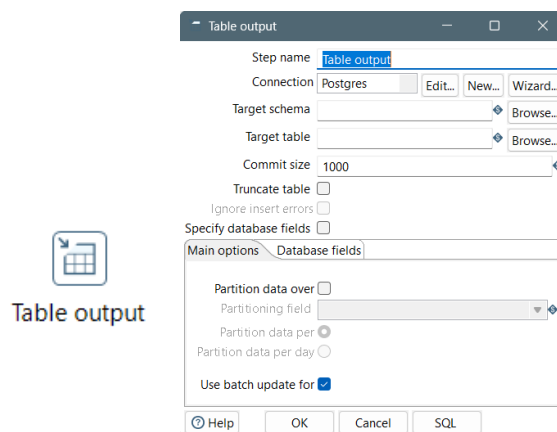 Table output
Table output
Step name Table output
Connection Postgres Edit... New... Wizard...
Target schema Browse...
Target table Browse...
Commit size 1000
Truncate table
Ignore insert errors
Specify database fields
Main options Database fields
Partition data over
Partitioning field
Partition data per
Partition data per day
Use batch update for
Help OK Cancel SQL